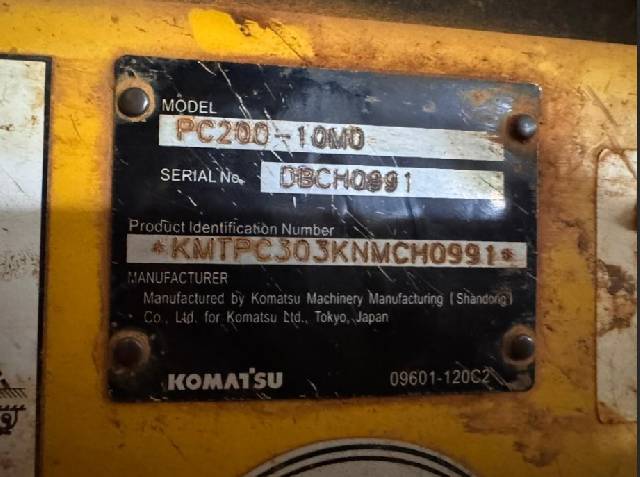 MODEL
PC200-10M0
SERIAL No. DBCH0991
Product Identification Number
*KMTPC303KNMCH0991*
MANUFACTURER
Manufactured by Komatsu Machinery Manufacturing (Shandong)
Co., Ltd. for Komatsu Ltd., Tokyo, Japan
KOMATSU 09601-120C2